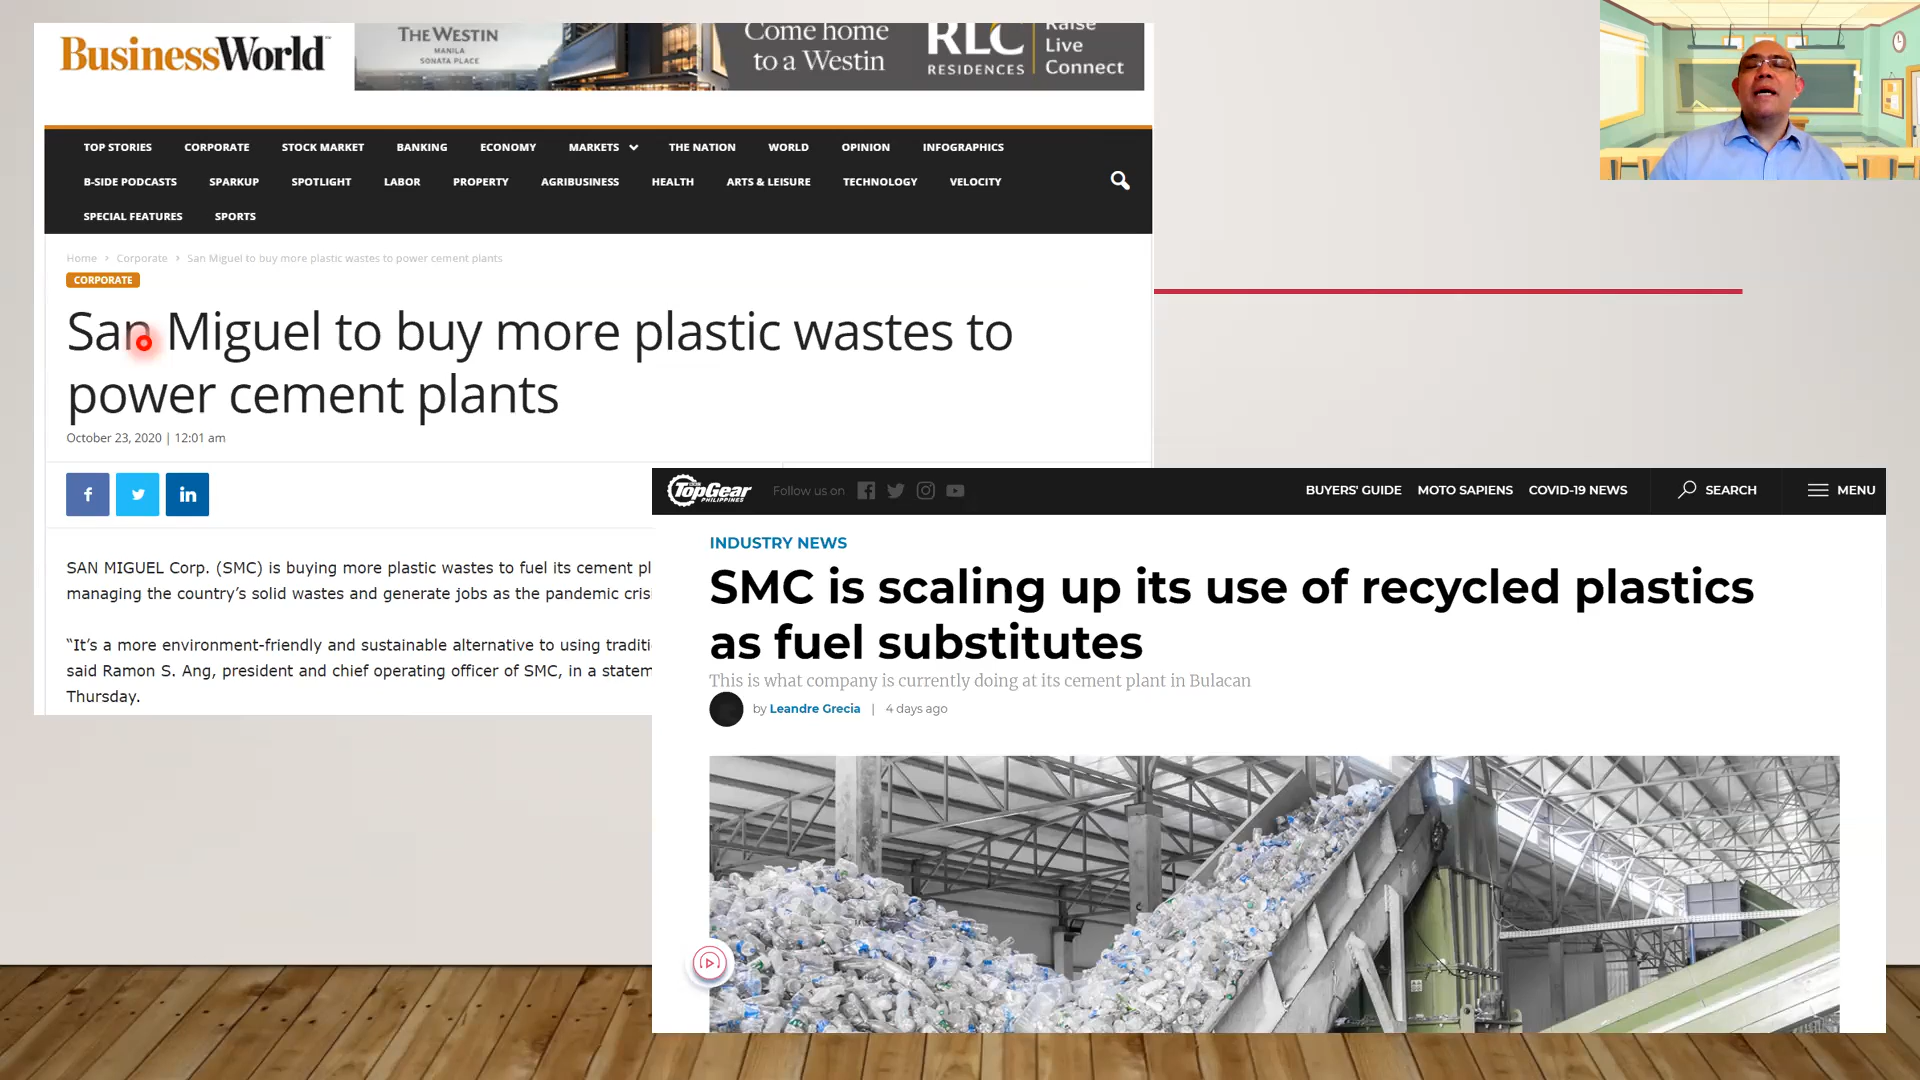 BusinessWorld
THE WESTIN
MANILA
SONATA PLACE
Come home
to a Westin
RLC
RESIDENCES
Raise
Live
Connect
TOP STORIES CORPORATE STOCK MARKET BANKING ECONOMY MARKETS THE NATION WORLD OPINION INFOGRAPHICS
B-SIDE PODCASTS SPARKUP SPOTLIGHT LABOR PROPERTY AGRIBUSINESS HEALTH ARTS & LEISURE TECHNOLOGY VELOCITY
SPECIAL FEATURES SPORTS
Home > Corporate > San Miguel to buy more plastic wastes to power cement plants
CORPORATE
San Miguel to buy more plastic wastes to
power cement plants
October 23, 2020 | 12:01 am
SAN MIGUEL Corp. (SMC) is buying more plastic wastes to fuel its cement pl
managing the country's solid wastes and generate jobs as the pandemic cris
“It's a more environment-friendly and sustainable alternative to using traditi
said Ramon S. Ang, president and chief operating officer of SMC, in a statem
Thursday.
TopGear
PHILIPPINES
Follow us on
BUYERS' GUIDE MOTO SAPIENS COVID-19 NEWS SEARCH MENU
INDUSTRY NEWS
SMC is scaling up its use of recycled plastics
as fuel substitutes
This is what company is currently doing at its cement plant in Bulacan
by Leandre Grecia | 4 days ago